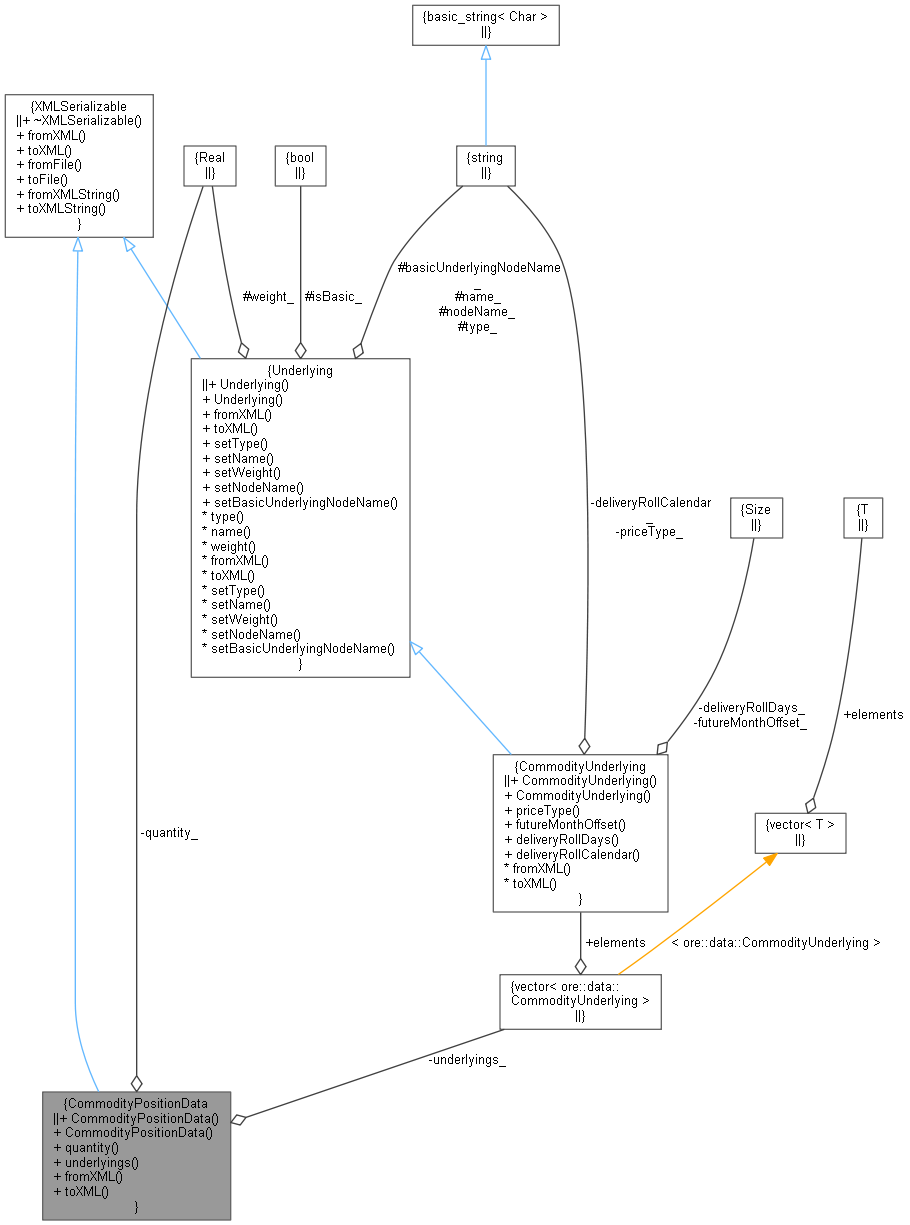 {basic_string< Char >
||}
{XMLSerializable
||+ ~XMLSerializable()
+ fromXML()
+ toXML()
+ fromFile()
+ toFile()
+ fromXMLString()
+ toXMLString()
}
{Real
||}
{bool
||}
{string
||}
#weight_
#isBasic_
#basicUnderlyingNodeName
_
#name_
#nodeName_
#type_
{Underlying
||+ Underlying()
+ Underlying()
+ fromXML()
+ toXML()
+ setType()
+ setName()
+ setWeight()
+ setNodeName()
+ setBasicUnderlyingNodeName()
* type()
* name()
* weight()
* fromXML()
* toXML()
* setType()
* setName()
* setWeight()
* setNodeName()
* setBasicUnderlyingNodeName()
}
-deliveryRollCalendar
_
-priceType_
{Size
||}
{T
||}
-deliveryRollDays_
-futureMonthOffset_
+elements
{CommodityUnderlying
||+ CommodityUnderlying()
+ CommodityUnderlying()
+ priceType()
+ futureMonthOffset()
+ deliveryRollDays()
+ deliveryRollCalendar()
* fromXML()
* toXML()
}
{vector< T >
||}
-quantity_
+elements
< ore::data::CommodityUnderlying >
{vector< ore::data::
CommodityUnderlying >
||}
-underlyings_
{CommodityPositionData
||+ CommodityPositionData()
+ CommodityPositionData()
+ quantity()
+ underlyings()
+ fromXML()
+ toXML()
}